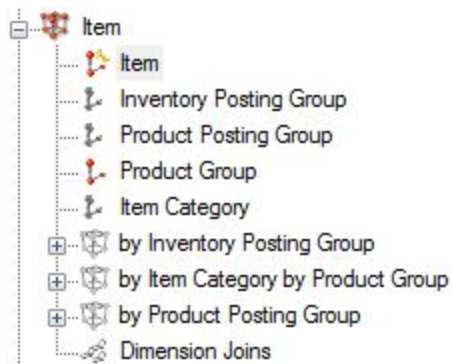 Item
Item
Inventory Posting Group
Product Posting Group
Product Group
Item Category
by Inventory Posting Group
by Item Category by Product Group
by Product Posting Group
Dimension Joins